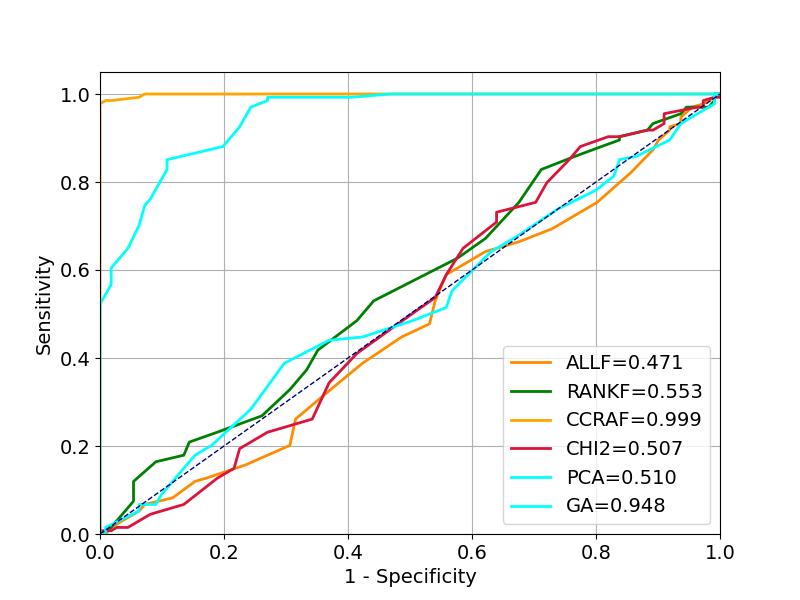 1.0
0.8
0.6
0.4
0.2
0.0
Sensitivity
ALLF=0.471
RANKF=0.553
CCRAF=0.999
CHI2=0.507
PCA=0.510
GA=0.948
0.0 0.2 0.4 0.6 0.8 1.0
1 - Specificity